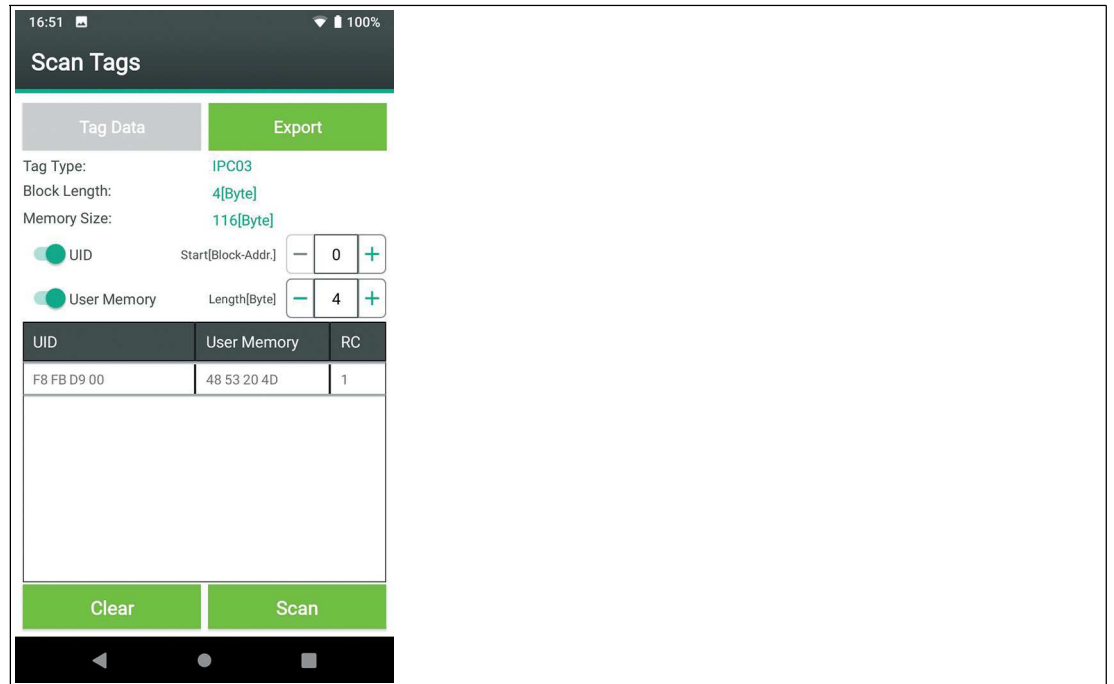 16:51 100%
Scan Tags
Tag Data Export
Tag Type: IPC03
Block Length: 4[Byte]
Memory Size: 116[Byte]
UID Start[Block-Addr.] − 0 +
User Memory Length[Byte] − 4 +
UID User Memory RC
F8 FB D9 00 48 53 20 4D 1
Clear Scan